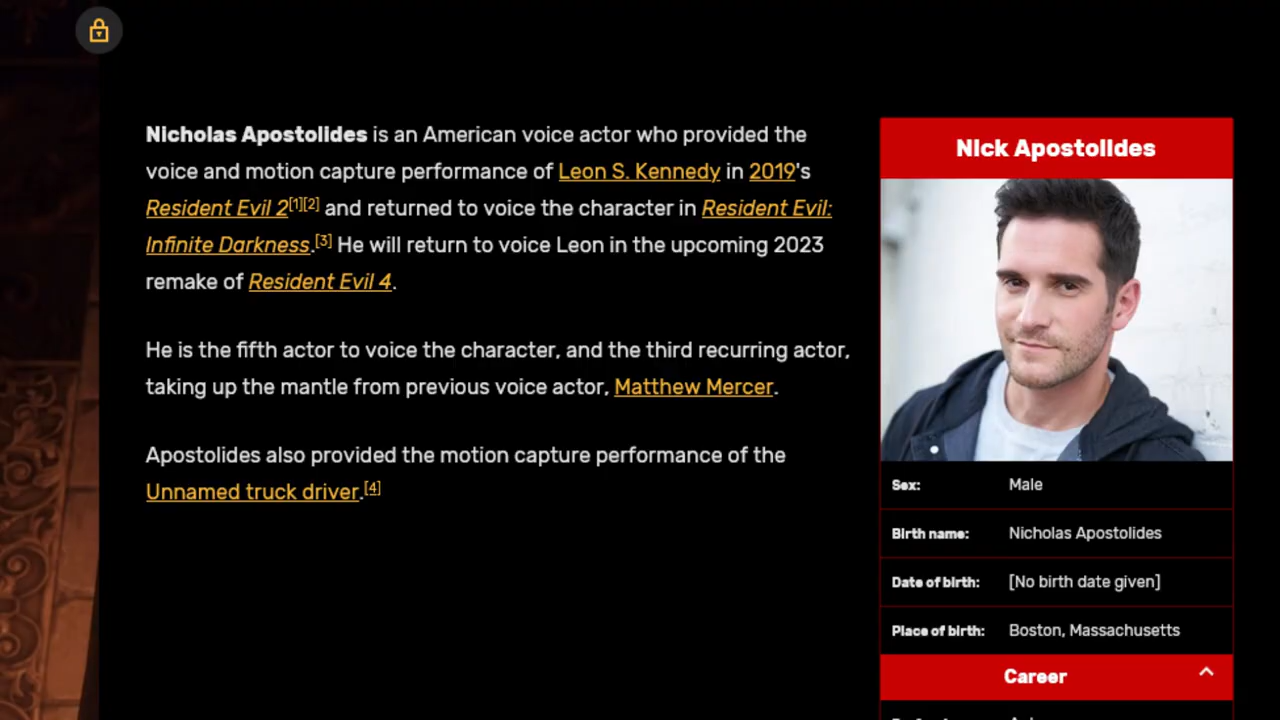 Nicholas Apostolides is an American voice actor who provided the
voice and motion capture performance of Leon S. Kennedy in 2019's
Resident Evil 2[1][2] and returned to voice the character in Resident Evil:
Infinite Darkness.[3] He will return to voice Leon in the upcoming 2023
remake of Resident Evil 4.
He is the fifth actor to voice the character, and the third recurring actor,
taking up the mantle from previous voice actor, Matthew Mercer.
Apostolides also provided the motion capture performance of the
Unnamed truck driver.[4]
Nick Apostolides
Sex: Male
Birth name: Nicholas Apostolides
Date of birth: [No birth date given]
Place of birth: Boston, Massachusetts
Career